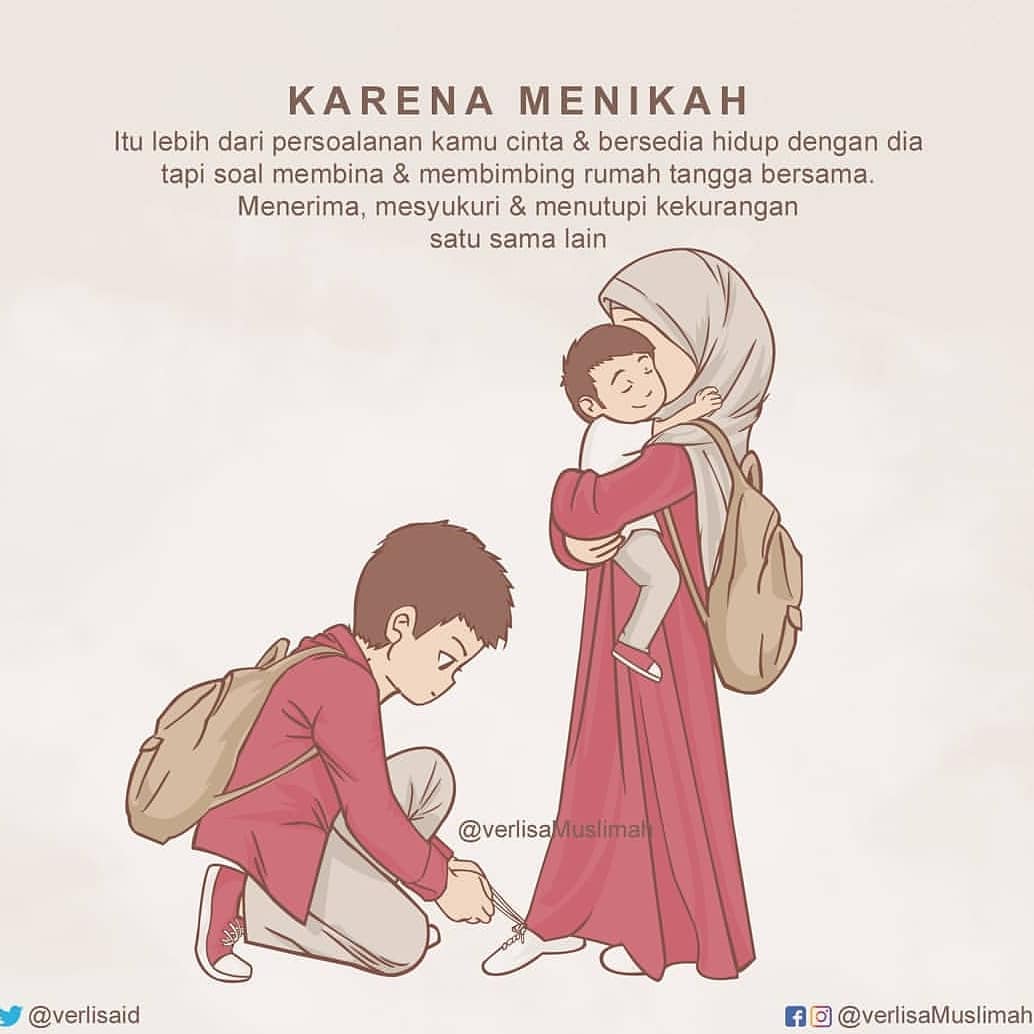 KARENA MENIKAH
Itu lebih dari persoalanan kamu cinta & bersedia hidup dengan dia
tapi soal membina & membimbing rumah tangga bersama.
Menerima, mesyukuri & menutupi kekurangan
satu sama lain
@verlisaMuslimah
@verlisaid
@verlisaMuslimah